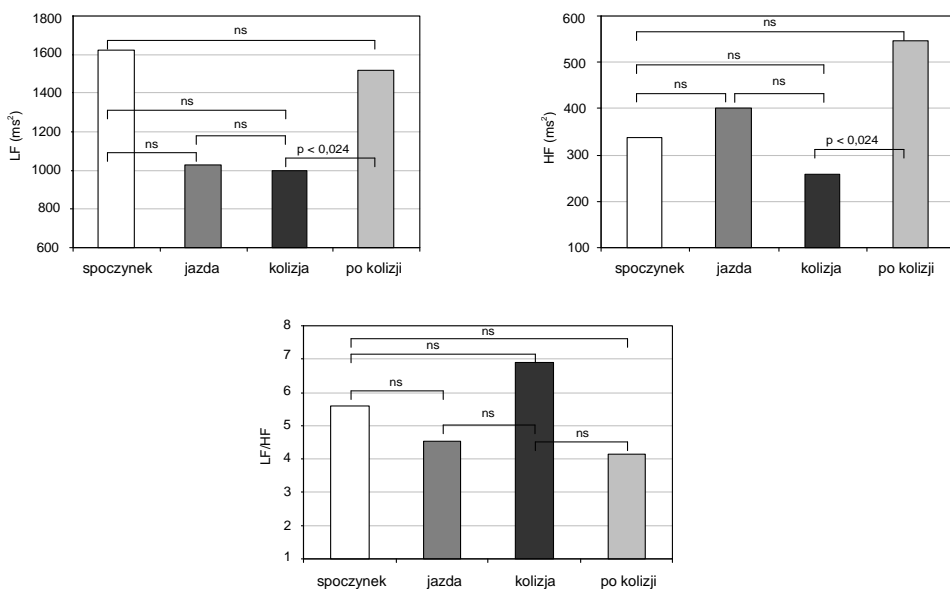 1800
1600
1400
1200
1000
800
600
LF (ms²)
ns
ns
ns
ns
p < 0,024
spoczynek jazda kolizja po kolizji
600
500
400
300
200
100
HF (ms²)
ns
ns
ns ns
p < 0,024
spoczynek jazda kolizja po kolizji
8
7
6
5
4
3
2
1
LF/HF
ns
ns
ns
ns
ns
spoczynek jazda kolizja po kolizji